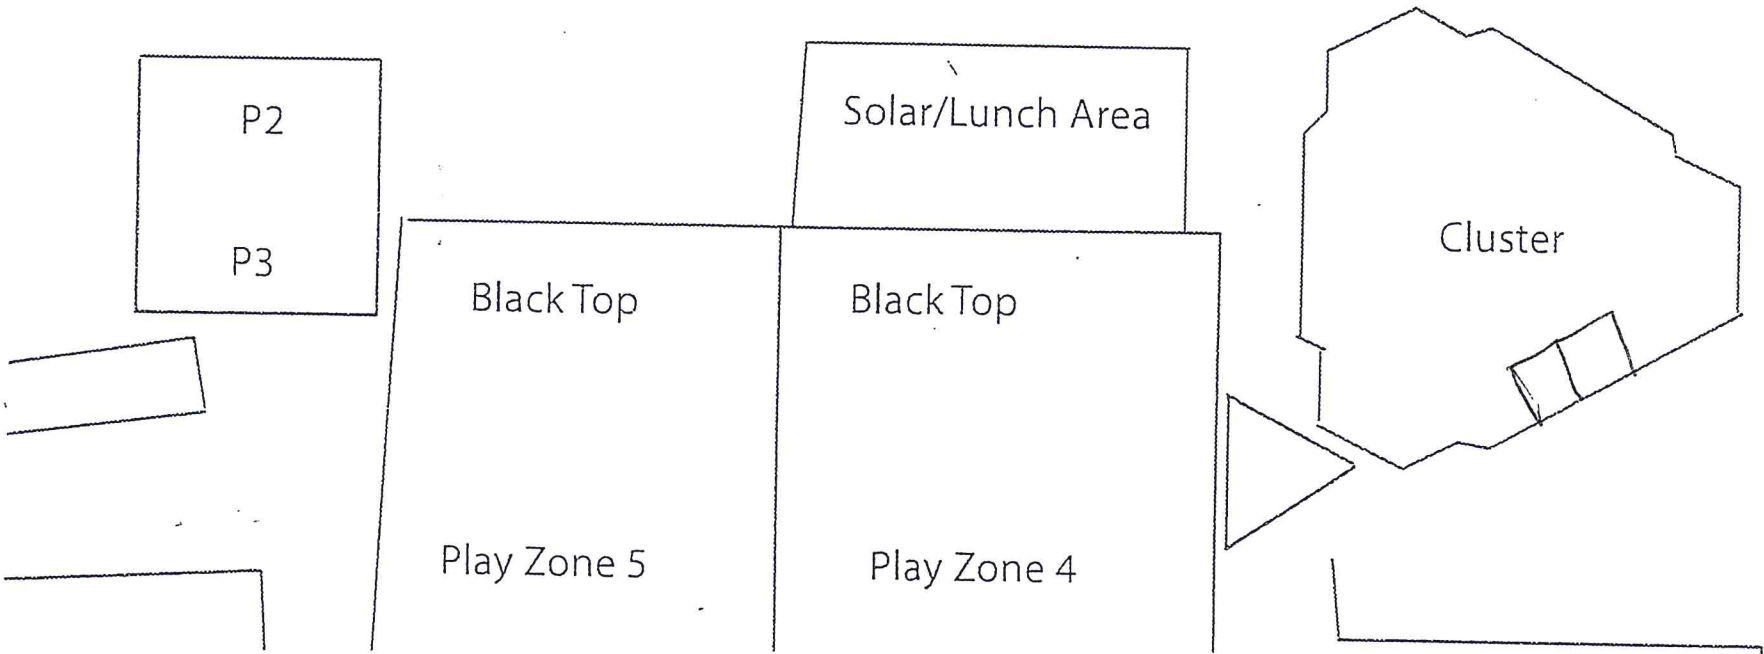 P2
P3
Solar/Lunch Area
Cluster
Black Top
Black Top
Play Zone 5
Play Zone 4